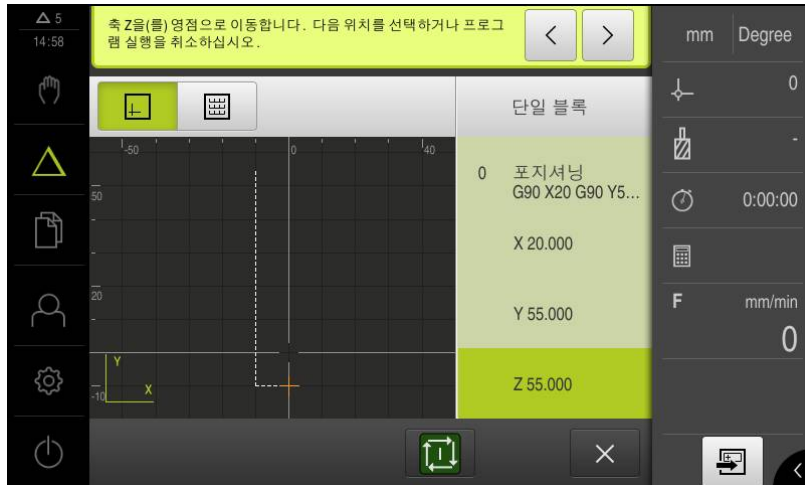 △ 5
14:58
축 Z을(를) 영점으로 이동합니다. 다음 위치를 선택하거나 프로그
램 실행을 취소하십시오.
mm Degree
단일 블록
0
-
0:00:00
F mm/min
0
-50 0 40
50
20
-10
Y
X
0 포지셔닝
G90 X20 G90 Y5...
X 20.000
Y 55.000
Z 55.000